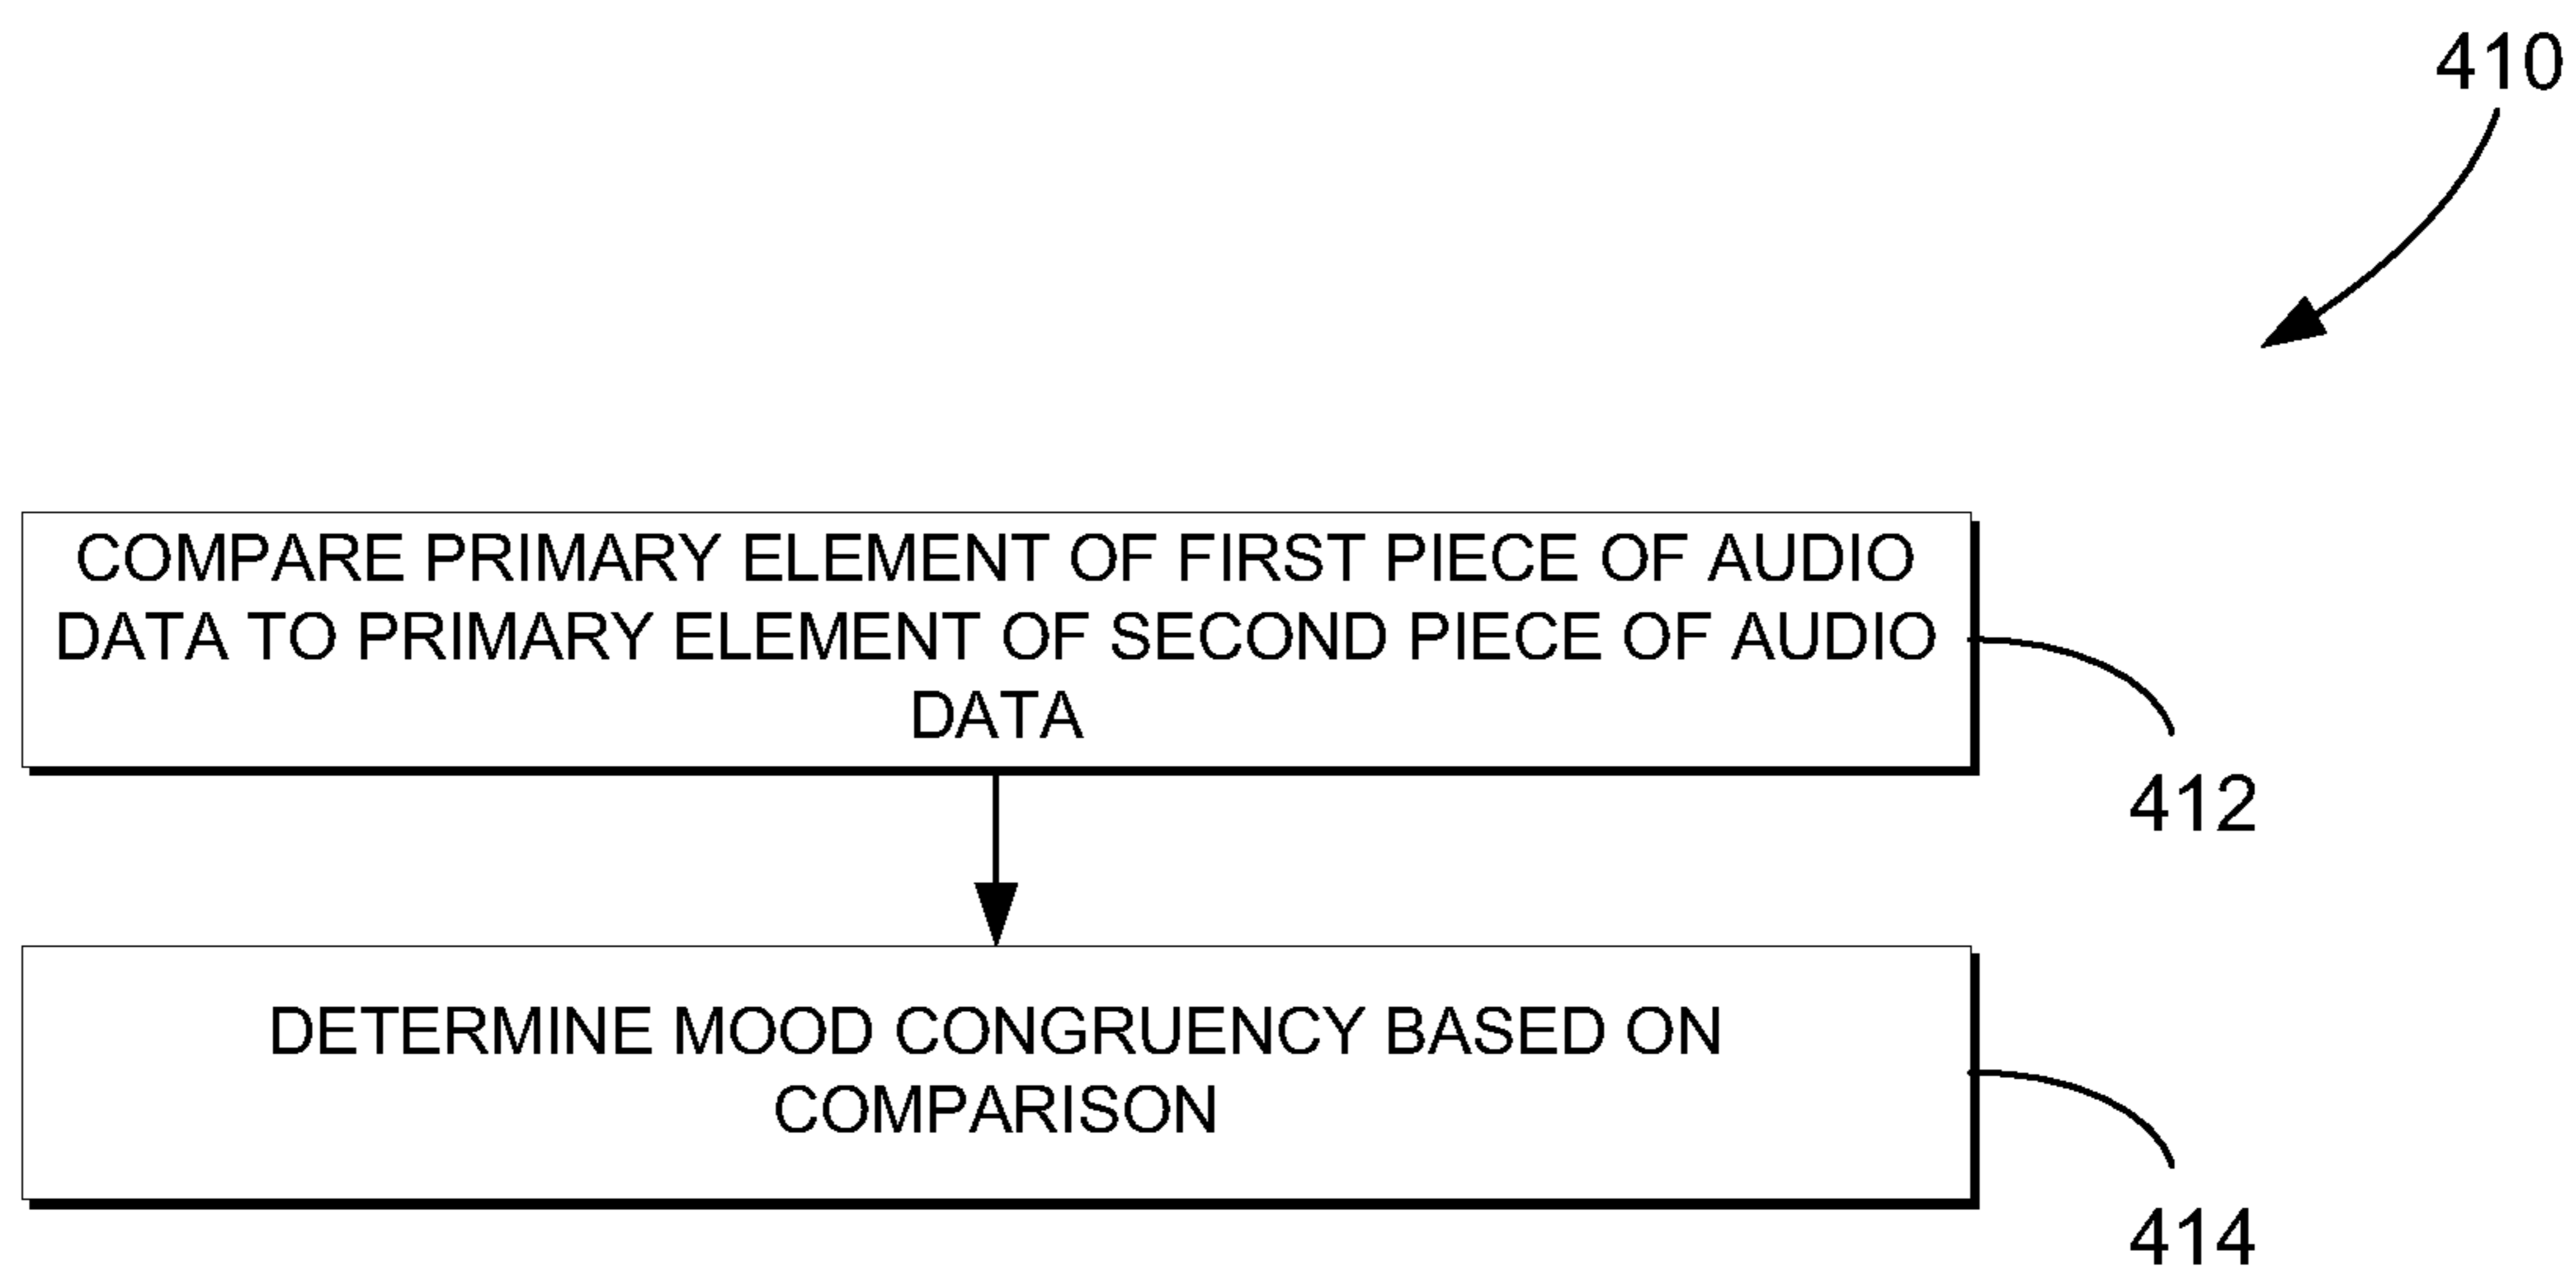 410
COMPARE PRIMARY ELEMENT OF FIRST PIECE OF AUDIO
DATA TO PRIMARY ELEMENT OF SECOND PIECE OF AUDIO
DATA
412
DETERMINE MOOD CONGRUENCY BASED ON
COMPARISON
414